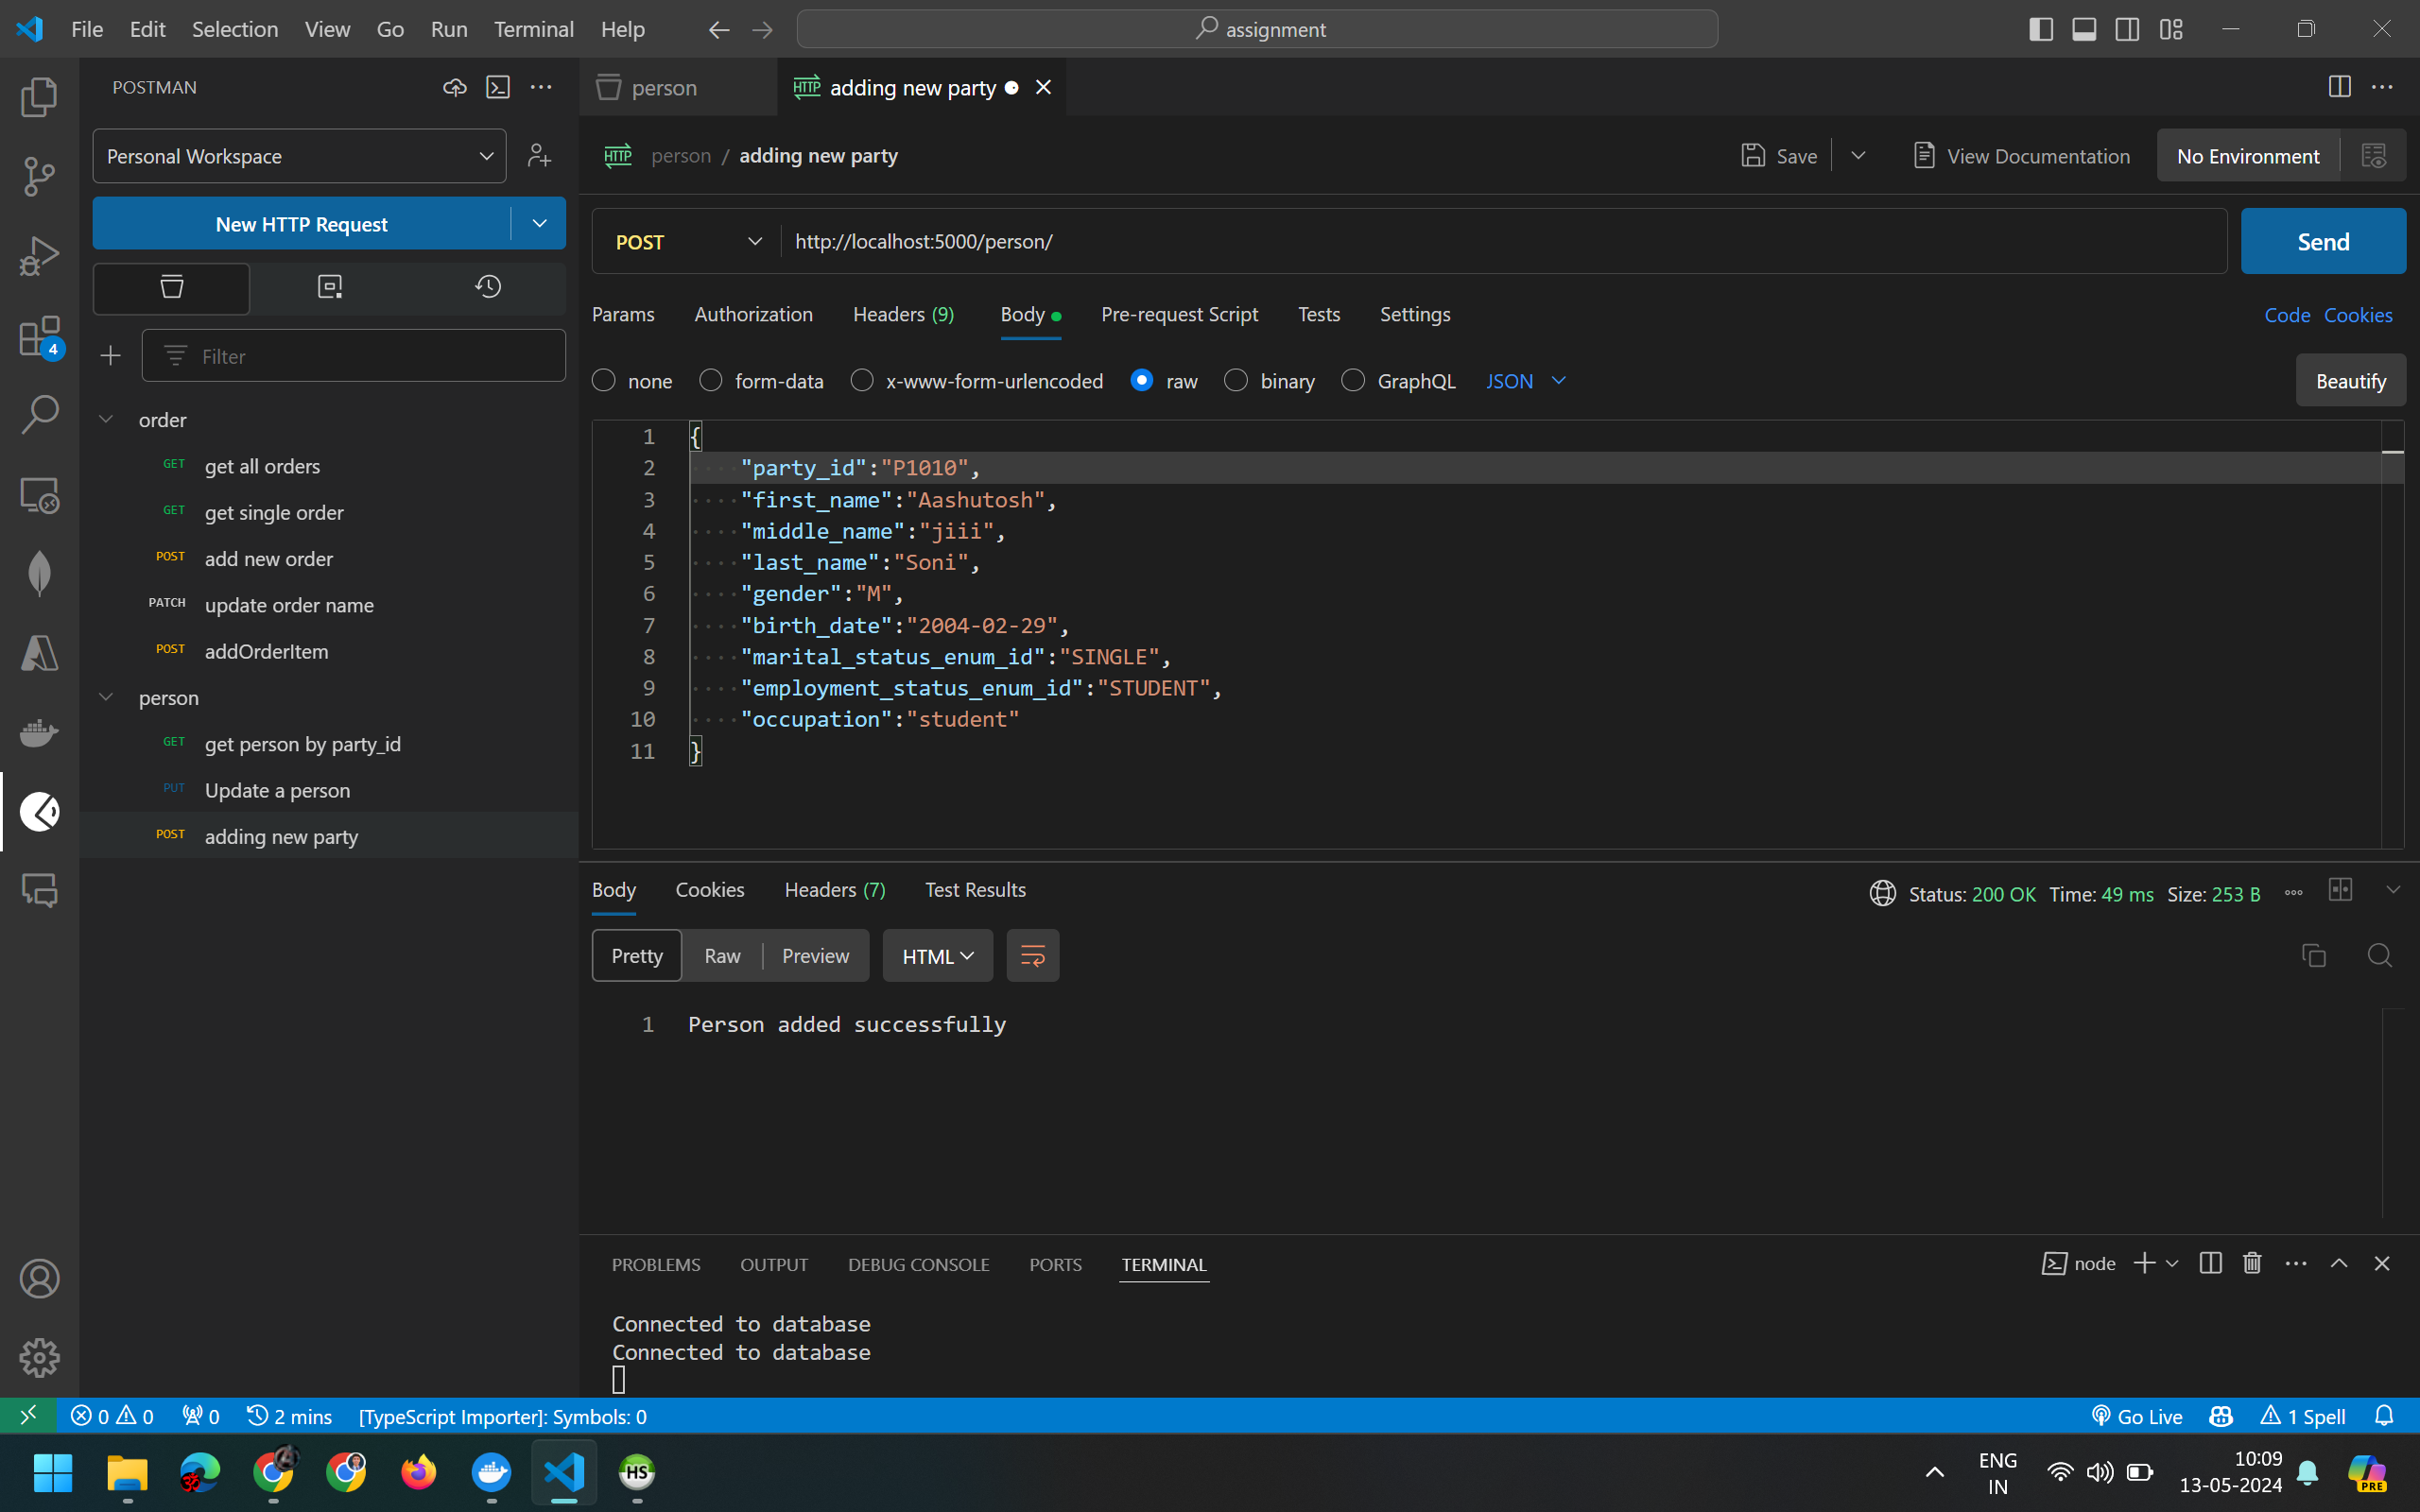 File Edit Selection View Go Run Terminal Help assignment
POSTMAN
person adding new party
Personal Workspace
person / adding new party Save View Documentation No Environment
New HTTP Request
POST http://localhost:5000/person/ Send
Params Authorization Headers (9) Body Pre-request Script Tests Settings Code Cookies
4
Filter
none form-data x-www-form-urlencoded raw binary GraphQL JSON Beautify
order
GET get all orders
GET get single order
POST add new order
PATCH update order name
POST addOrderItem
person
GET get person by party_id
PUT Update a person
POST adding new party
1 {
2 "party_id":"P1010",
3 "first_name":"Aashutosh",
4 "middle_name":"jiii",
5 "last_name":"Soni",
6 "gender":"M",
7 "birth_date":"2004-02-29",
8 "marital_status_enum_id":"SINGLE",
9 "employment_status_enum_id":"STUDENT",
10 "occupation":"student"
11 }
Body Cookies Headers (7) Test Results Status: 200 OK Time: 49 ms Size: 253 B
Pretty Raw Preview HTML
1 Person added successfully
PROBLEMS OUTPUT DEBUG CONSOLE PORTS TERMINAL node
Connected to database
Connected to database
0 0 0 2 mins [TypeScript Importer]: Symbols: 0 Go Live 1 Spell
HS
ENG
IN
10:09
13-05-2024
PRE